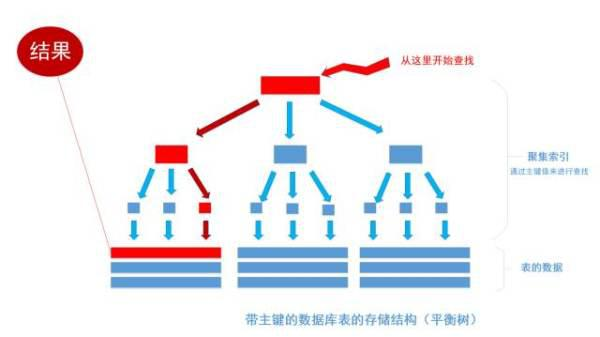 结果
从这里开始查找
聚集索引
通过主键值来进行查找
表的数据
带主键的数据库表的存储结构（平衡树）